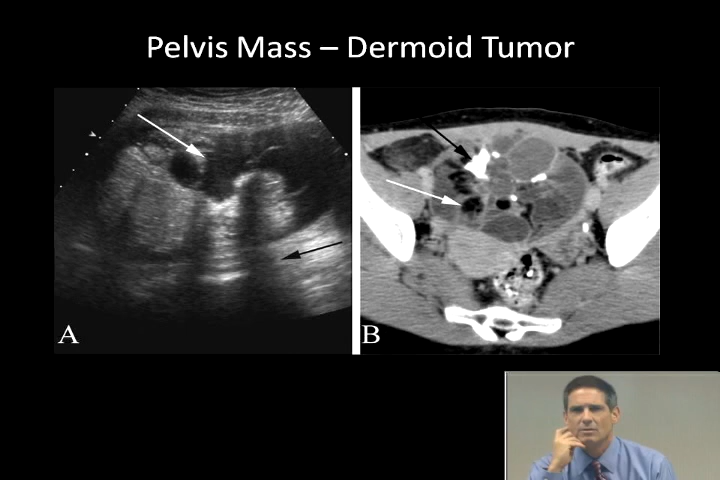 Pelvis Mass – Dermoid Tumor
A
B